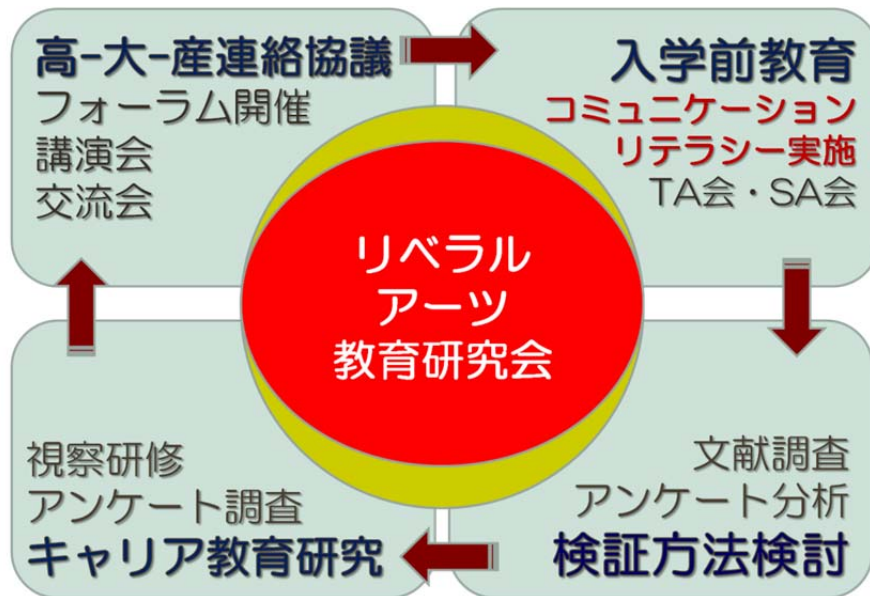 高-大-産連絡協議
フォーラム開催
講演会
交流会
入学前教育
コミュニケーション
リテラシー実施
TA会・SA会
リベラル
アーツ
教育研究会
視察研修
アンケート調査
キャリア教育研究
文献調査
アンケート分析
検証方法検討